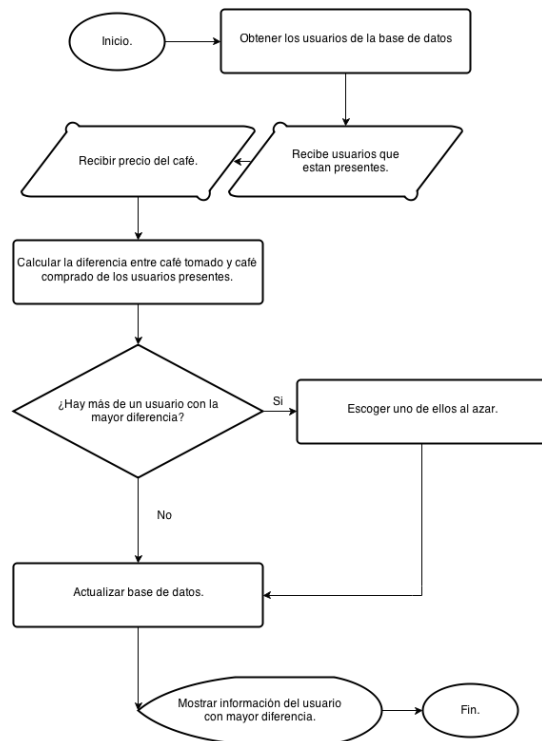 Inicio.
Obtener los usuarios de la base de datos
Recibe usuarios que
estan presentes.
Recibir precio del café.
Calcular la diferencia entre café tomado y café
comprado de los usuarios presentes.
¿Hay más de un usuario con la
mayor diferencia?
Si
Escoger uno de ellos al azar.
No
Actualizar base de datos.
Mostrar información del usuario
con mayor diferencia.
Fin.